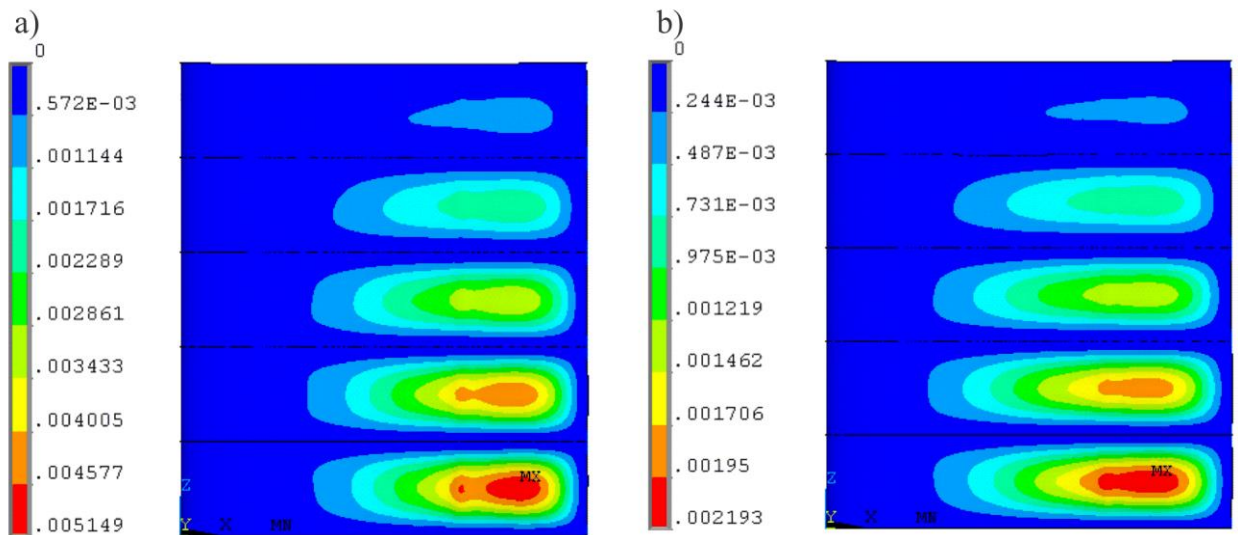 a)
0
.572E-03
.001144
.001716
.002289
.002861
.003433
.004005
.004577
.005149
MX
Z
Y X MN
b)
0
.244E-03
.487E-03
.731E-03
.975E-03
.001219
.001462
.001706
.00195
.002193
MX
Z
Y X MN